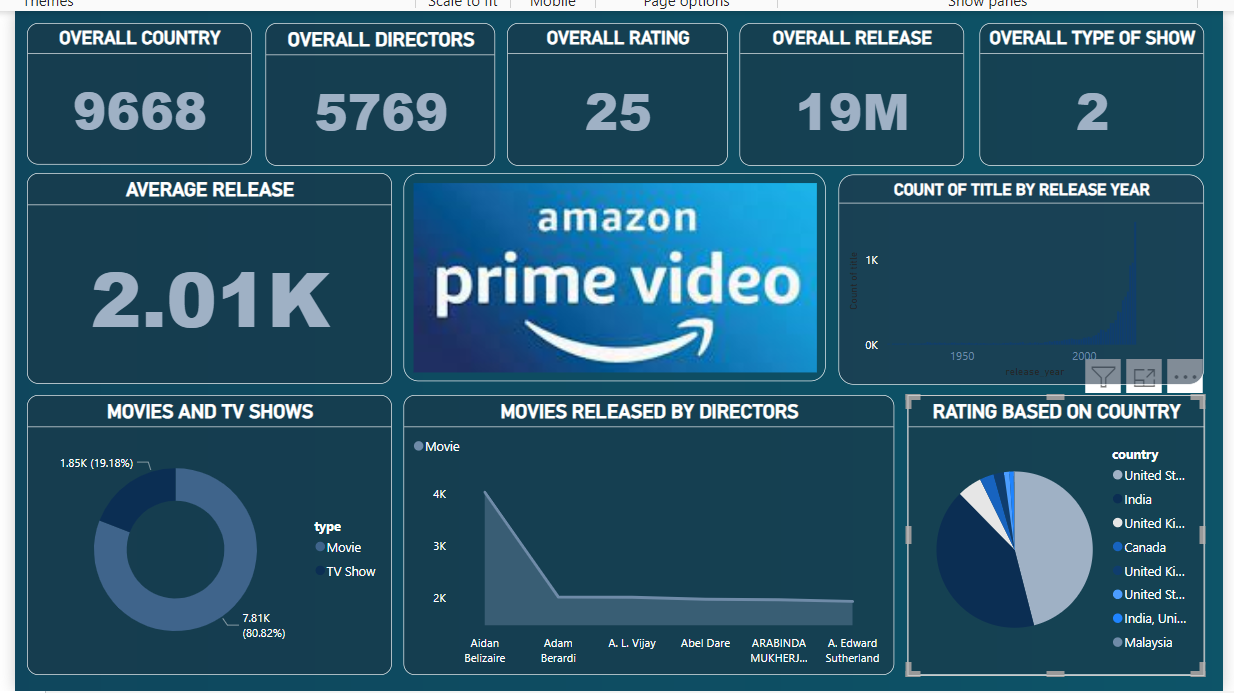 Themes
Scale to fit
Mobile
Page options
Show panes
OVERALL COUNTRY
9668
OVERALL DIRECTORS
5769
OVERALL RATING
25
OVERALL RELEASE
19M
OVERALL TYPE OF SHOW
2
AVERAGE RELEASE
2.01K
amazon
prime video
COUNT OF TITLE BY RELEASE YEAR
Count of title
1K
0K
1950
2000
release_year
MOVIES AND TV SHOWS
1.85K (19.18%)
7.81K
(80.82%)
type
Movie
TV Show
MOVIES RELEASED BY DIRECTORS
Movie
4K
3K
2K
Aidan
Belizaire
Adam
Berardi
A. L. Vijay
Abel Dare
ARABINDA
MUKHERJ...
A. Edward
Sutherland
RATING BASED ON COUNTRY
country
United St...
India
United Ki...
Canada
United Ki...
United St...
India, Uni...
Malaysia